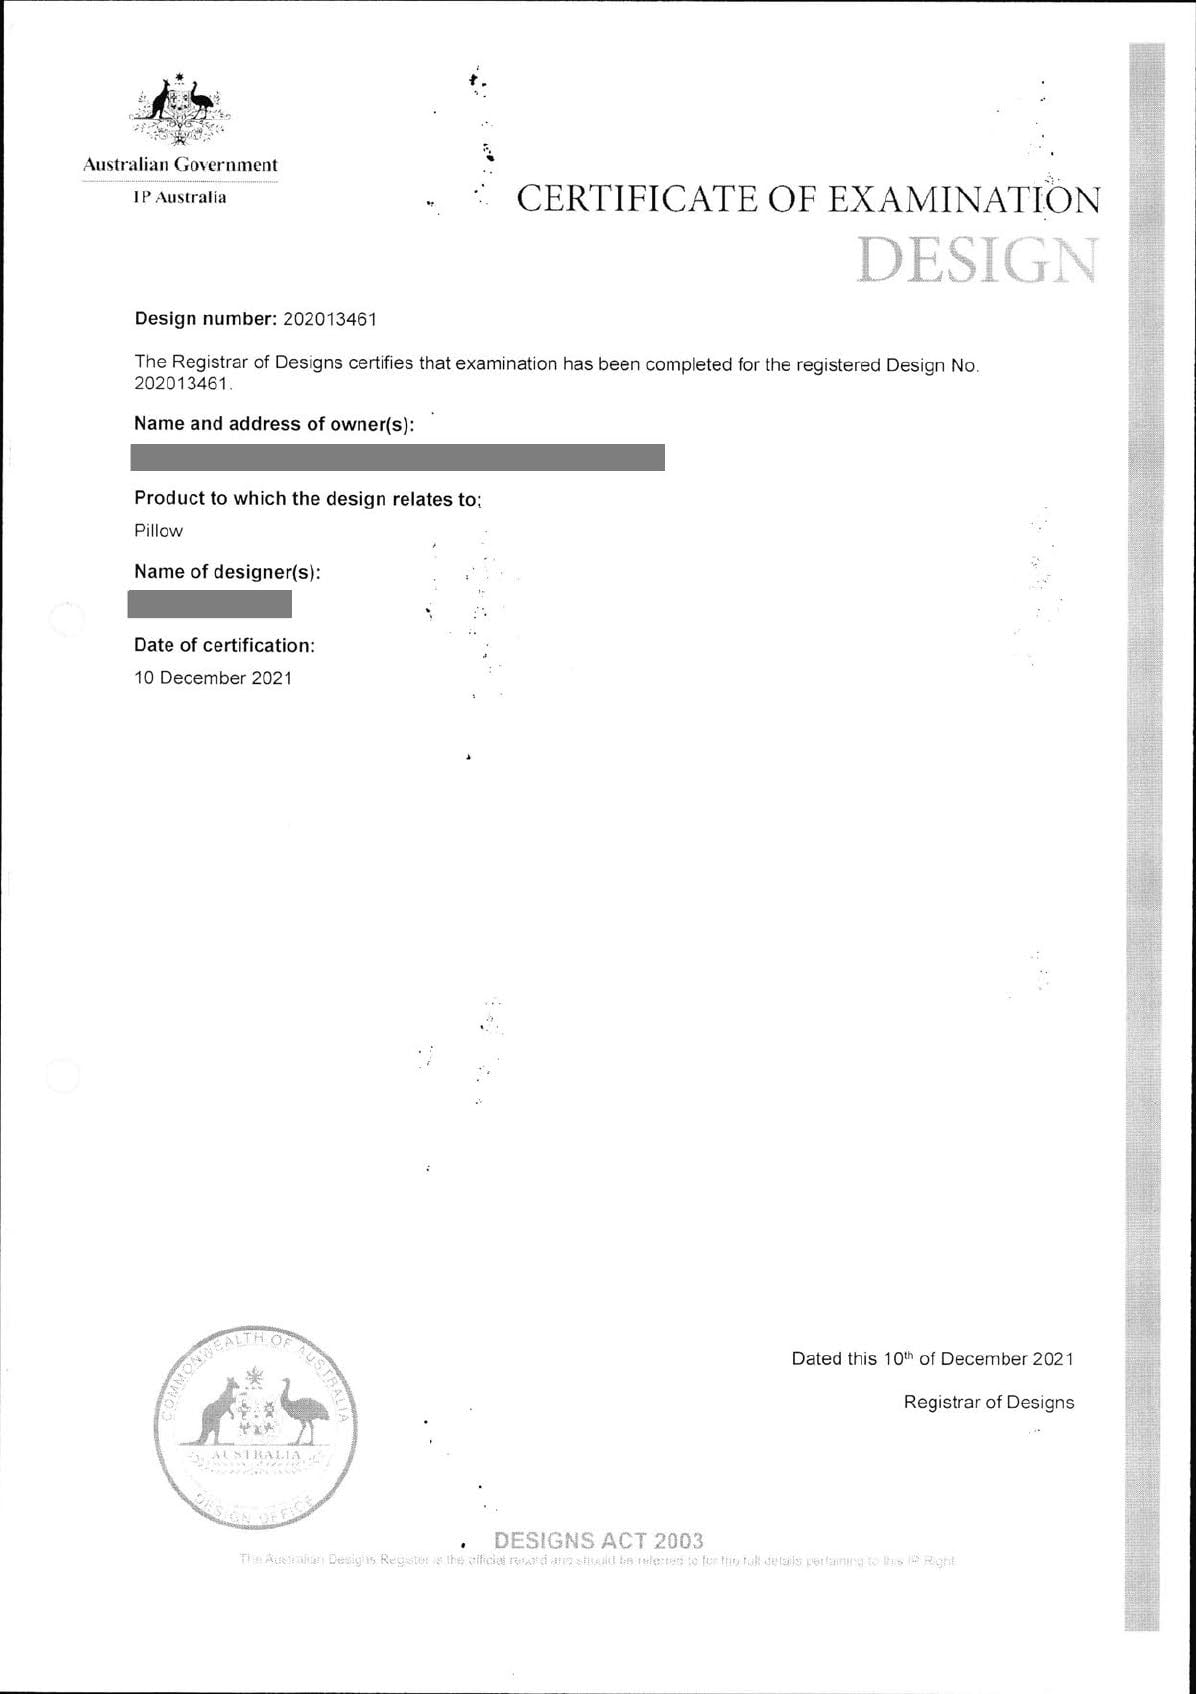 Australian Government
IP Australia
CERTIFICATE OF EXAMINATION
DESIGN
Design number: 202013461
The Registrar of Designs certifies that examination has been completed for the registered Design No.
202013461.
Name and address of owner(s):
Product to which the design relates to:
Pillow
Name of designer(s):
Date of certification:
10 December 2021
Dated this 10th of December 2021
Registrar of Designs
COMMONWEALTH OF AUSTRALIA
AUSTRALIA
DESIGN OFFICE
DESIGNS ACT 2003
The Australian Designs Register is the official record and should be referred to for the full details pertaining to this IP Right